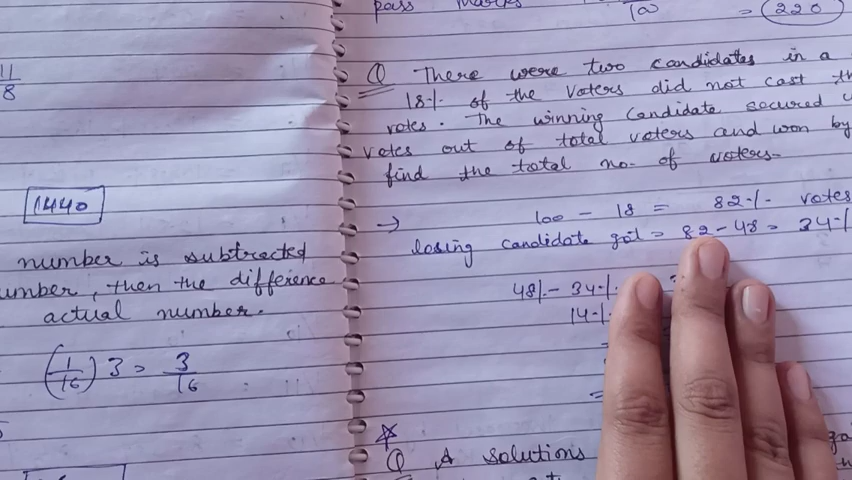 11/8
1440
number is subtracted
umber, then the difference
actual number.
(1/16) 3 = 3/16
pass marks /100 = 220
Q There were two candidates in a
18% of the voters did not cast th
votes. The winning candidate secured
votes out of total voters and won by
find the total no. of voters.
→ 100 - 18 = 82% votes
losing candidate got = 82 - 48 = 34%
48% - 34%
14%
=
Q A solutions